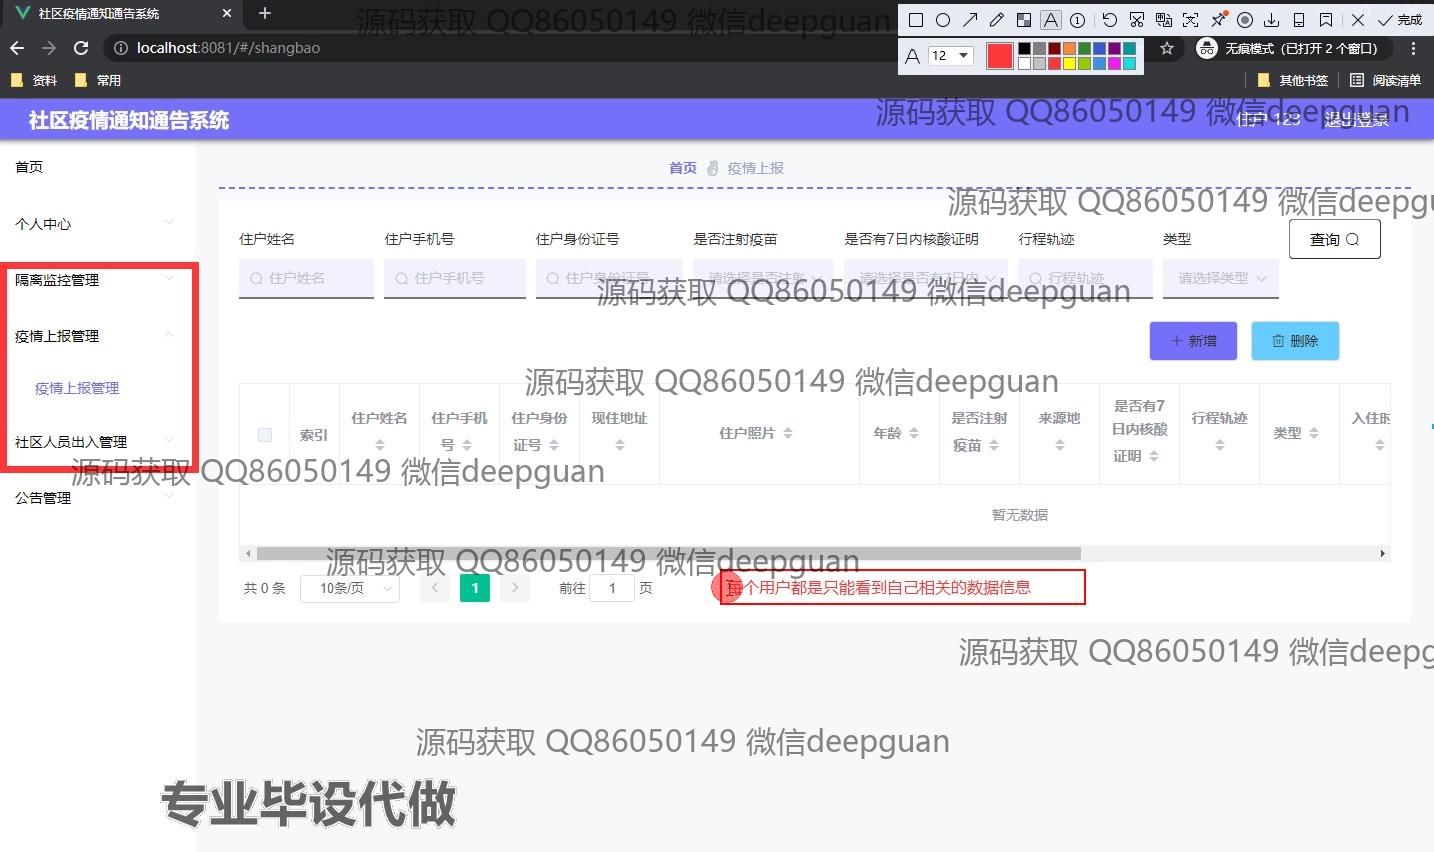 社区疫情通知通告系统
源码获取 QQ86050149 微信deepguan
12
完成
localhost:8081/#/shangbao
无痕模式（已打开 2 个窗口）
资料
常用
其他书签
阅读清单
社区疫情通知通告系统
住户 123
退出登录
源码获取 QQ86050149 微信deepguan
首页
首页 疫情上报
源码获取 QQ86050149 微信deepgu
个人中心
住户姓名 住户手机号 住户身份证号 是否注射疫苗 是否有7日内核酸证明 行程轨迹 类型 查询
隔离监控管理
住户姓名 住户手机号 住户身份证号 请选择是否注射 请选择是否有7日内 行程轨迹 请选择类型
源码获取 QQ86050149 微信deepguan
疫情上报管理
新增 删除
疫情上报管理
源码获取 QQ86050149 微信deepguan
索引 住户姓名 住户手机号 住户身份证号 现住地址 住户照片 年龄 是否注射疫苗 来源地 是否有7日内核酸证明 行程轨迹 类型 入住时
社区人员出入管理
源码获取 QQ86050149 微信deepguan
公告管理
暂无数据
源码获取 QQ86050149 微信deepguan
共 0 条 10条/页 1 前往 1 页
每个用户都是只能看到自己相关的数据信息
源码获取 QQ86050149 微信deepg
源码获取 QQ86050149 微信deepguan
专业毕设代做